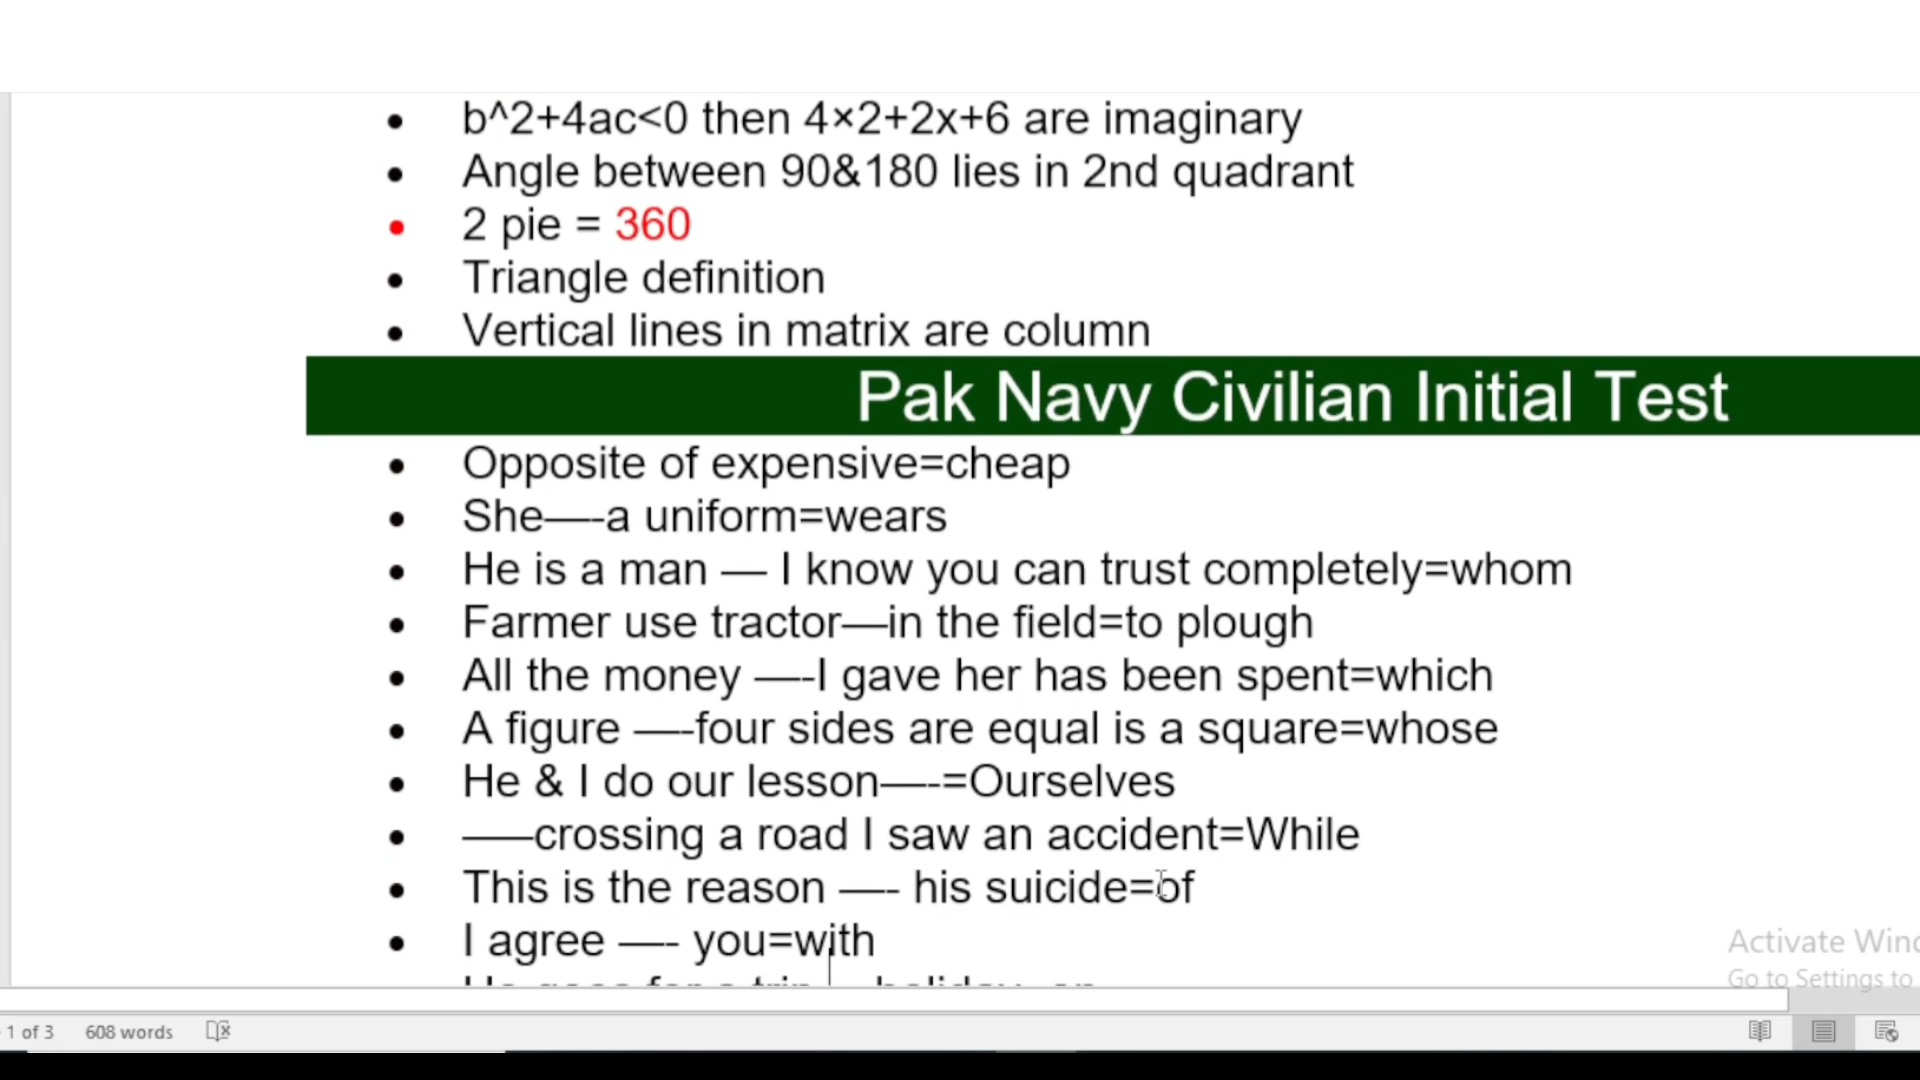 b^2+4ac<0 then 4×2+2x+6 are imaginary
Angle between 90&180 lies in 2nd quadrant
2 pie = 360
Triangle definition
Vertical lines in matrix are column
Pak Navy Civilian Initial Test
Opposite of expensive=cheap
She—-a uniform=wears
He is a man — I know you can trust completely=whom
Farmer use tractor—in the field=to plough
All the money —-I gave her has been spent=which
A figure —-four sides are equal is a square=whose
He & I do our lesson—-=Ourselves
——crossing a road I saw an accident=While
This is the reason —- his suicide=of
I agree —- you=with
Activate Win
Go to Settings to
1 of 3 608 words